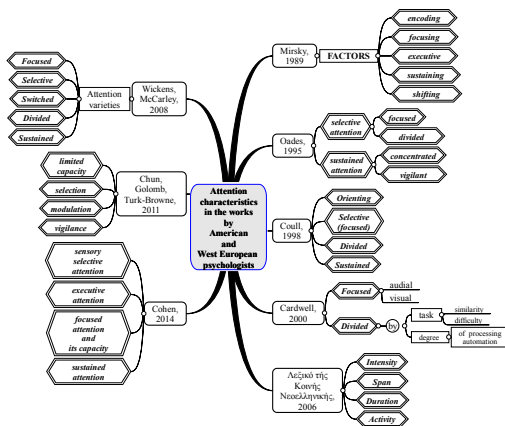 Attention
characteristics
in the works
by
American
and
West European
psychologists
Wickens,
McCarley,
2008
Attention
varieties
Focused
Selective
Switched
Divided
Sustained
Chun,
Golomb,
Turk-Browne,
2011
limited
capacity
selection
modulation
vigilance
Cohen,
2014
sensory
selective
attention
executive
attention
focused
attention
and
its capacity
sustained
attention
Mirsky,
1989
FACTORS
encoding
focusing
executive
sustaining
shifting
Oades,
1995
selective
attention
focused
divided
sustained
attention
concentrated
vigilant
Coull,
1998
Orienting
Selective
(focused)
Divided
Sustained
Cardwell,
2000
Focused
audial
visual
Divided
by
task
similarity
difficulty
degree
of processing
automation
Λεξικό τής
Κοινής
Νεοελληνικής,
2006
Intensity
Span
Duration
Activity